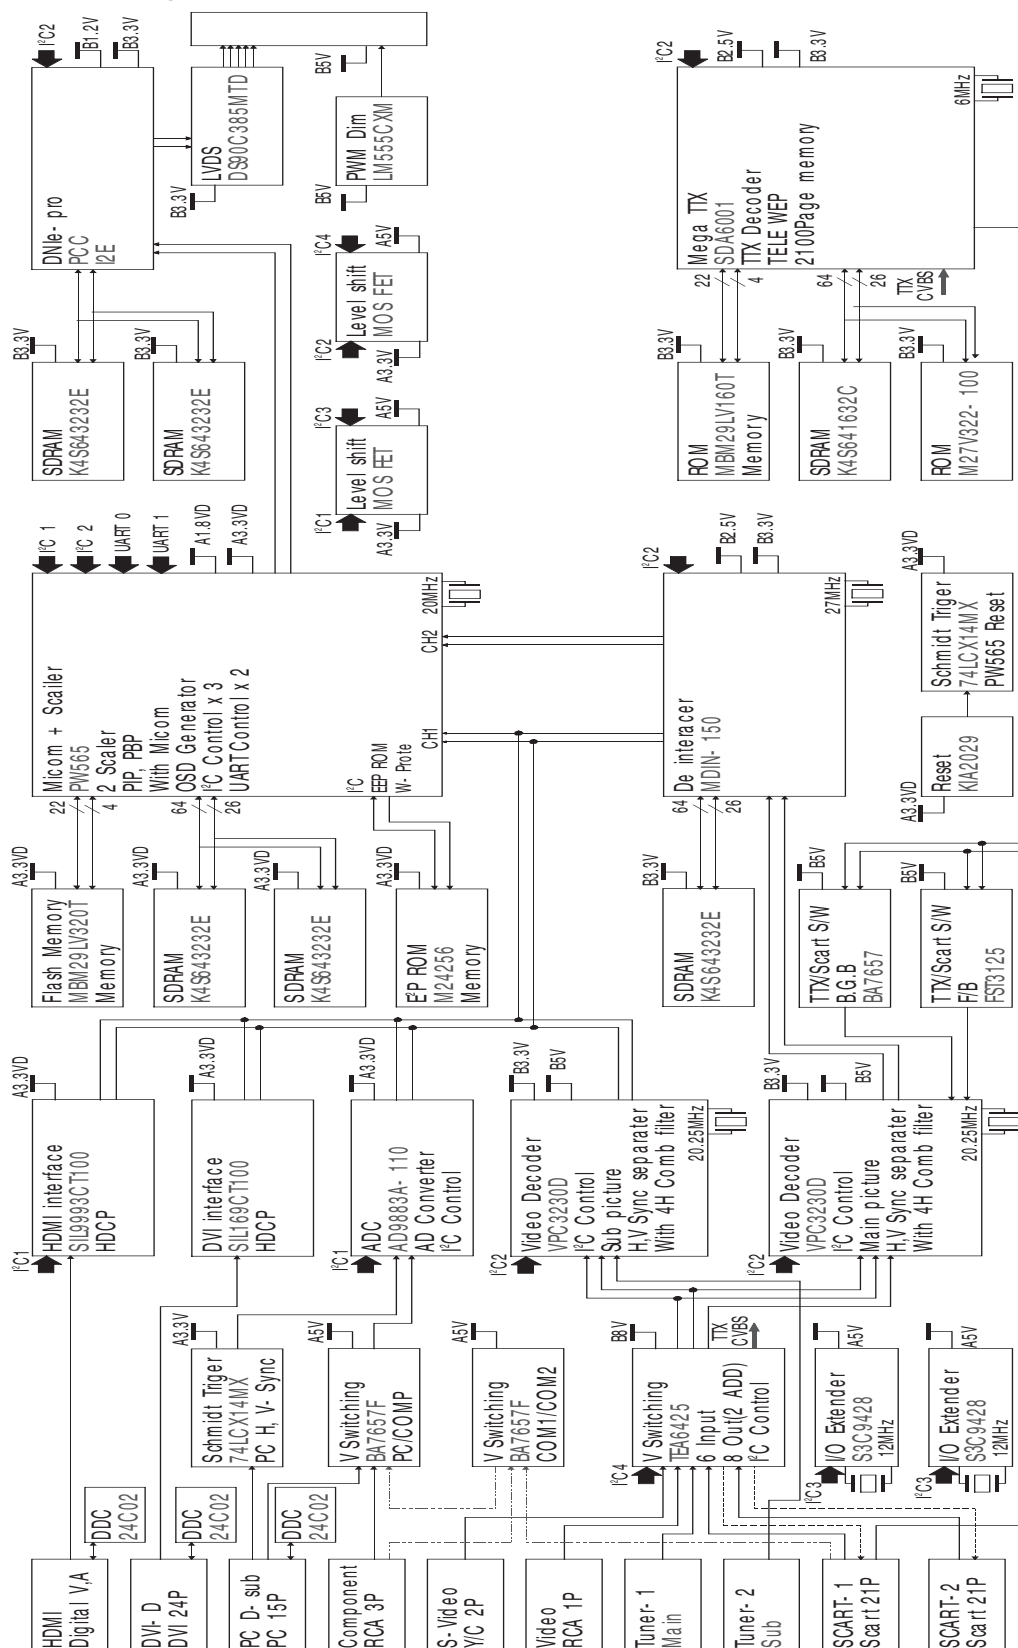 HDMI
Digital V,A
DDC
24C02
DVI- D
DVI 24P
DDC
24C02
PC D- sub
PC 15P
DDC
24C02
Component
RCA 3P
S- Video
Y/C 2P
Video
RCA 1P
Tuner- 1
Main
Tuner- 2
Sub
SCART- 1
Scart 21P
SCART- 2
Scart 21P
Schmidt Triger
74LCX14MX
PC H, V- Sync
A3.3V
V Switching
BA7657F
PC/COMP
A5V
V Switching
BA7657F
COM1/COM2
A5V
I²C4
V Switching
TEA6425
6 Input
8 Out(2 ADD)
I²C Control
B8V
TTX
CVBS
I²C3
I/O Extender
S3C9428
12MHz
A5V
I²C3
I/O Extender
S3C9428
12MHz
A5V
I²C1
HDMI interface
SIL9993CT100
HDCP
A3.3VD
DVI interface
SIL169CT100
HDCP
A3.3VD
I²C1
ADC
AD9883A- 110
AD Converter
I²C Control
A3.3VD
I²C2
Video Decoder
VPC3230D
I²C Control
Sub picture
H,V Sync separater
With 4H Comb filter
B3.3V
B5V
20.25MHz
I²C2
Video Decoder
VPC3230D
I²C Control
Main picture
H,V Sync separater
With 4H Comb filter
B3.3V
B5V
20.25MHz
Flash Memory
MBM29LV320T
Memory
A3.3VD
SDRAM
K4S643232E
A3.3VD
SDRAM
K4S643232E
A3.3VD
E²P ROM
M24256
Memory
A3.3VD
SDRAM
K4S643232E
B3.3V
TTX/Scart S/W
B.G.B
BA7657
B5V
TTX/Scart S/W
F/B
FST3125
B5V
22
4
64
26
Micom + Scailer
PW565
2 Scaler
PIP, PBP
With Micom
OSD Generator
I²C Control x 3
UARTControl x 2
I²C
EEP ROM
W- Prote
CH1
CH2
20MHz
I²C 1
I²C 2
UART 0
UART 1
A1.8VD
A3.3VD
64
26
De interacer
MDIN- 150
27MHz
I²C2
B2.5V
B3.3V
Reset
KIA2029
A3.3VD
Schmidt Triger
74LCX14MX
PW565 Reset
A3.3VD
SDRAM
K4S643232E
B3.3V
SDRAM
K4S643232E
B3.3V
I²C1
Level shift
MOS FET
A3.3V
I²C3
A5V
I²C2
Level shift
MOS FET
A3.3V
I²C4
A5V
ROM
MBM29LV160T
Memory
B3.3V
SDRAM
K4S641632C
B3.3V
ROM
M27V322- 100
B3.3V
DNIe- pro
PCC
I2E
I²C2
B1.2V
B3.3V
LVDS
DS90C385MTD
B3.3V
PWM Dim
LM555CXM
B5V
B5V
22
4
64
26
TTX
CVBS
Mega TTX
SDA6001
TTX Decoder
TELE WEP
2100Page memory
6MHz
I²C2
B2.5V
B3.3V